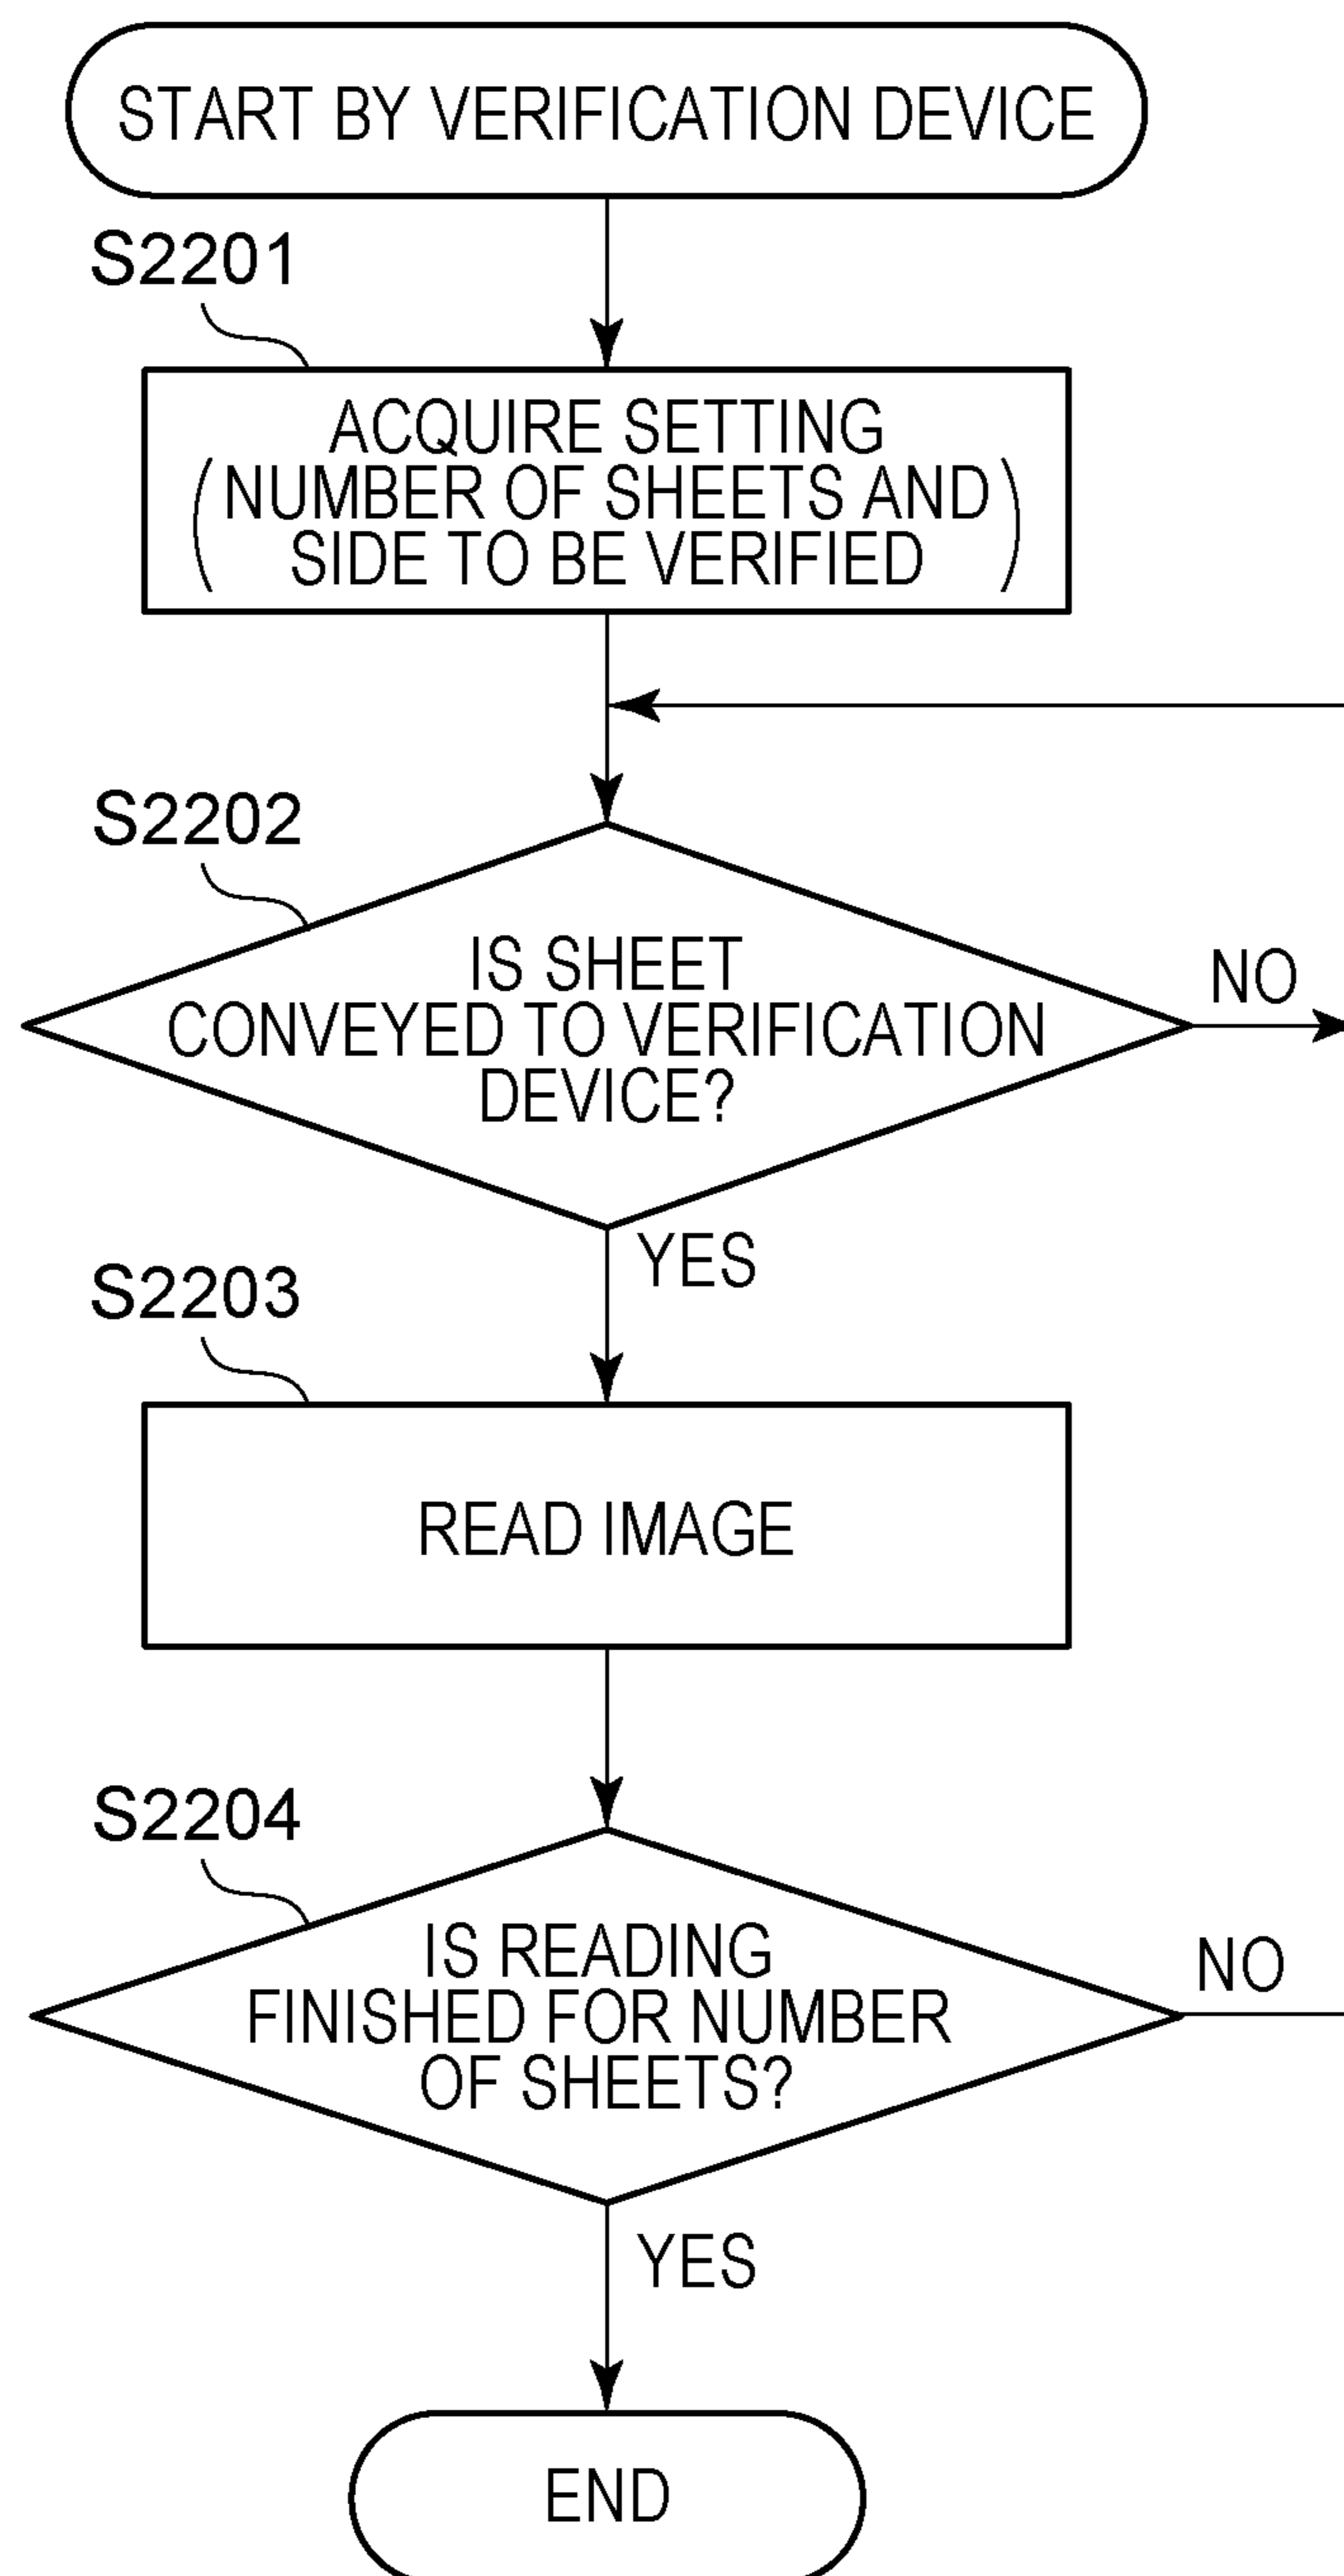 START BY VERIFICATION DEVICE
S2201
ACQUIRE SETTING
(NUMBER OF SHEETS AND
SIDE TO BE VERIFIED)
S2202
IS SHEET
CONVEYED TO VERIFICATION
DEVICE?
NO
YES
S2203
READ IMAGE
S2204
IS READING
FINISHED FOR NUMBER
OF SHEETS?
NO
YES
END